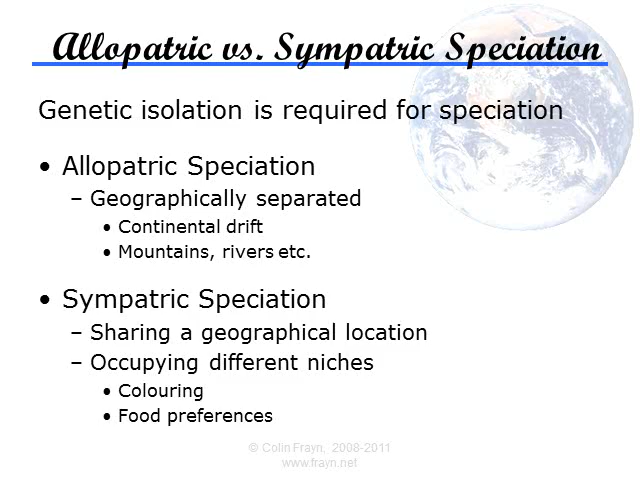 Allopatric vs. Sympatric Speciation
Genetic isolation is required for speciation
• Allopatric Speciation
– Geographically separated
• Continental drift
• Mountains, rivers etc.
• Sympatric Speciation
– Sharing a geographical location
– Occupying different niches
• Colouring
• Food preferences
© Colin Frayn, 2008-2011
www.frayn.net